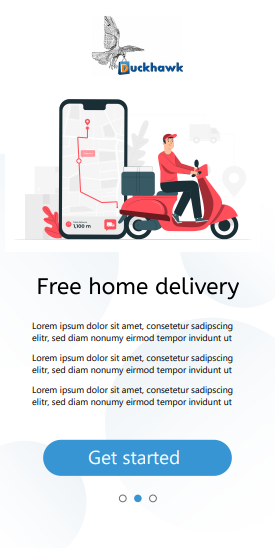 Duckhawk
1,100 m
Free home delivery
Lorem ipsum dolor sit amet, consetetur sadipscing
elitr, sed diam nonumy eirmod tempor invidunt ut
Lorem ipsum dolor sit amet, consetetur sadipscing
elitr, sed diam nonumy eirmod tempor invidunt ut
Lorem ipsum dolor sit amet, consetetur sadipscing
elitr, sed diam nonumy eirmod tempor invidunt ut
Get started